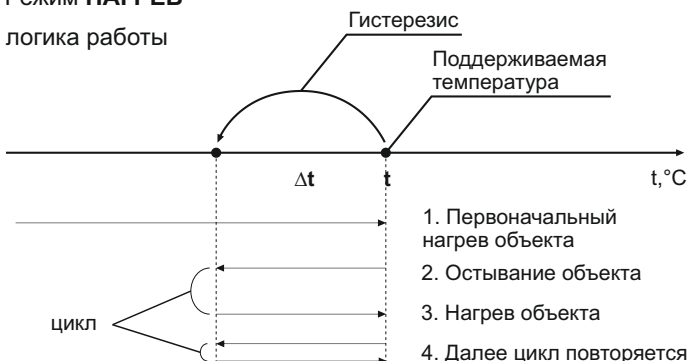 Режим НАГРЕВ
логика работы
Гистерезис
Поддерживаемая
температура
Δt
t
t,°C
1. Первоначальный
нагрев объекта
2. Остывание объекта
3. Нагрев объекта
цикл
4. Далее цикл повторяется